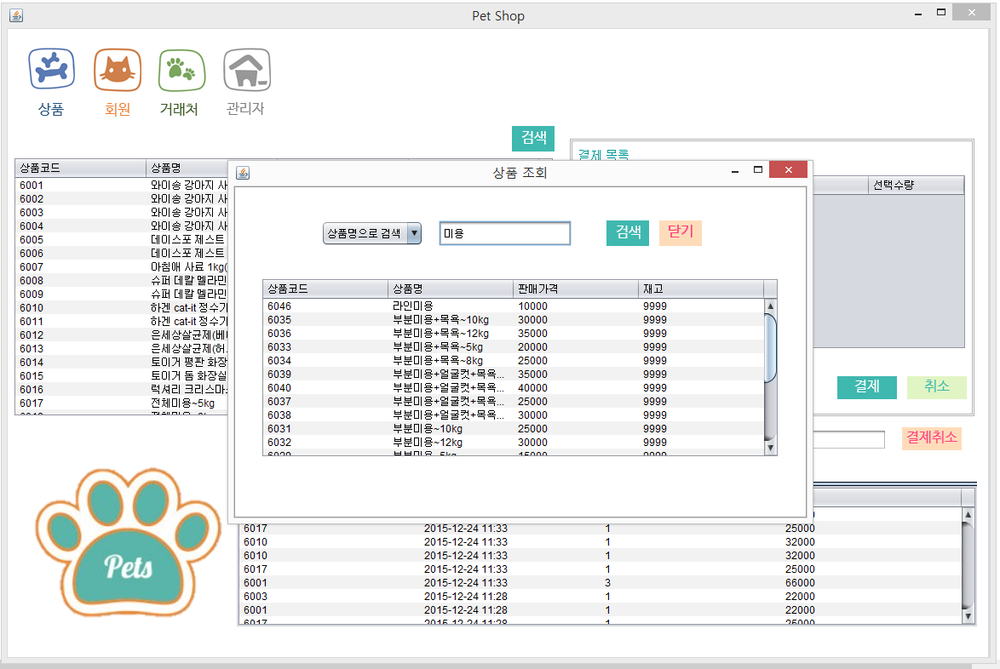 Pet Shop
상품 회원 거래처 관리자
검색
결제 목록
상품코드 상품명
선택수량
6001 와이송 강아지 사
6002 와이송 강아지 사
6003 와이송 강아지 사
6004 와이송 강아지 사
6005 데이스포 제스트
6006 데이스포 제스트
6007 아침애 사료 1kg(
6008 슈퍼 데칼 멜라민
6009 슈퍼 데칼 멜라민
6010 하겐 cat-it 정수기
6011 하겐 cat-it 정수기
6012 은세상살균제(베
6013 은세상살균제(허
6014 토이거 평판 화장
6015 토이거 돔 화장실
6016 럭셔리 크리스마
6017 전체미용~5kg
상품 조회
상품명으로 검색 미용 검색 닫기
상품코드 상품명 판매가격 재고
6046 라인미용 10000 9999
6035 부분미용+목욕~10kg 30000 9999
6036 부분미용+목욕~12kg 35000 9999
6033 부분미용+목욕~5kg 20000 9999
6034 부분미용+목욕~8kg 25000 9999
6039 부분미용+얼굴컷+목욕... 35000 9999
6040 부분미용+얼굴컷+목욕... 40000 9999
6037 부분미용+얼굴컷+목욕... 25000 9999
6038 부분미용+얼굴컷+목욕... 30000 9999
6031 부분미용~10kg 25000 9999
6032 부분미용~12kg 30000 9999
6029 부분미용~5kg 15000 9999
결제 취소
결제취소
Pets
6017 2015-12-24 11:33 1 25000
6010 2015-12-24 11:33 1 32000
6010 2015-12-24 11:33 1 32000
6017 2015-12-24 11:33 1 25000
6001 2015-12-24 11:33 3 66000
6003 2015-12-24 11:28 1 22000
6001 2015-12-24 11:28 1 22000
6017 2015-12-24 11:28 1 25000